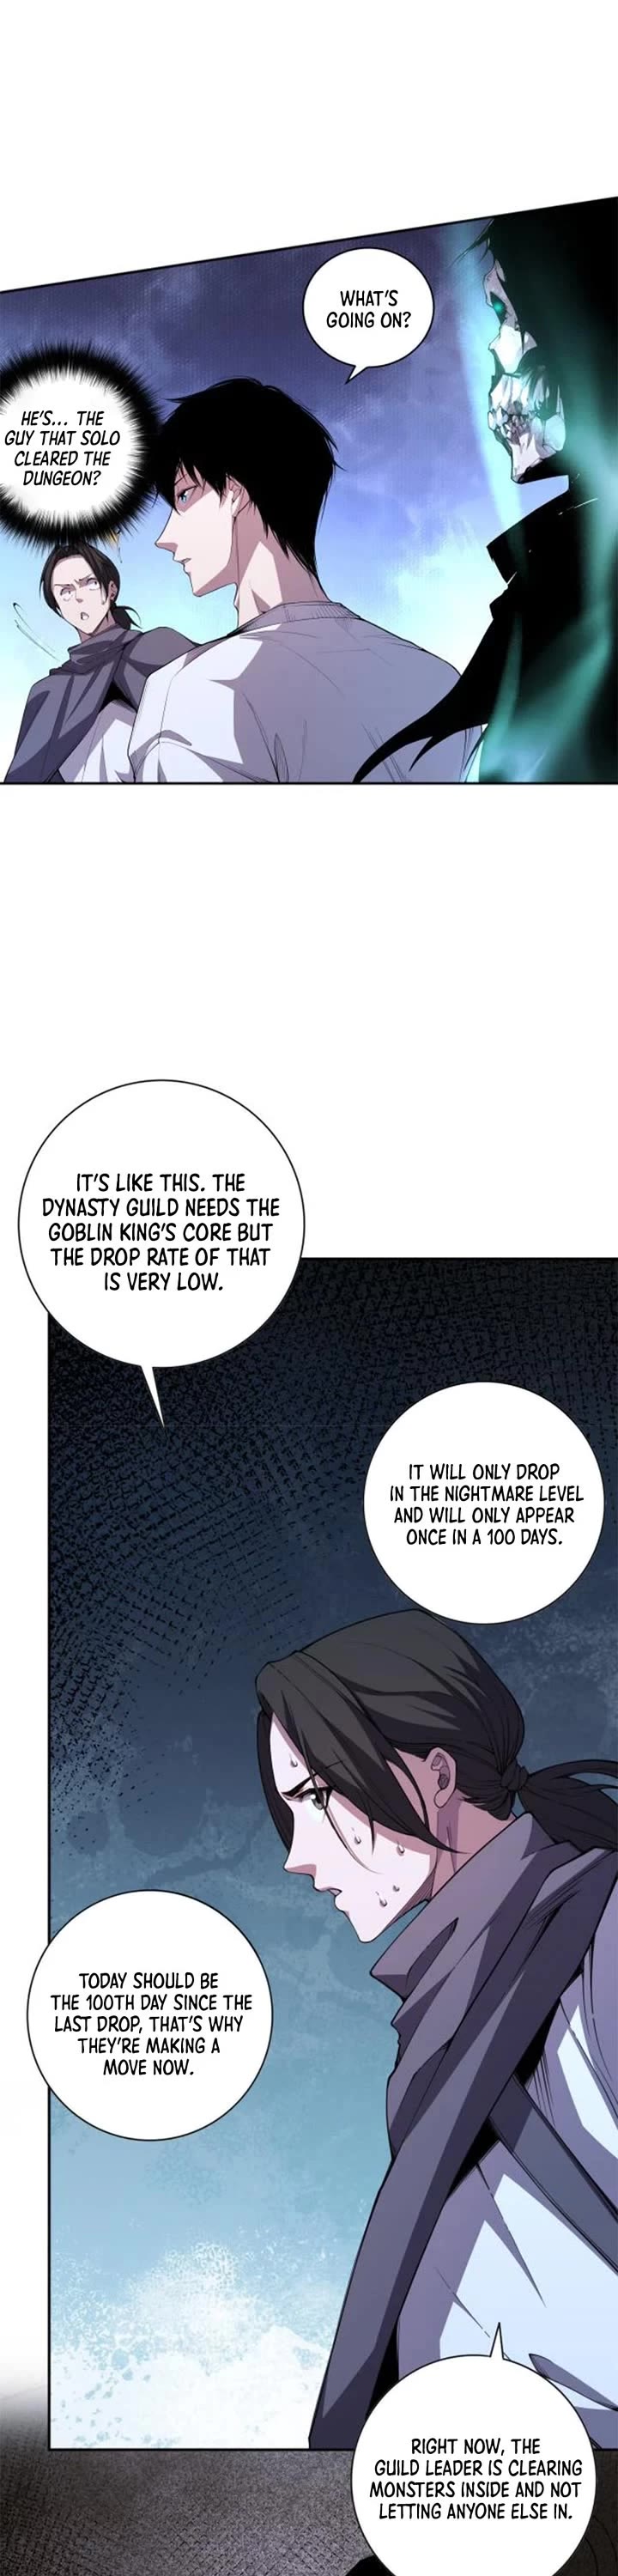 WHAT'S
GOING ON?
HE'S... THE
GUY THAT SOLO
CLEARED THE
DUNGEON?
IT'S LIKE THIS. THE
DYNASTY GUILD NEEDS THE
GOBLIN KING'S CORE BUT
THE DROP RATE OF THAT
IS VERY LOW.
IT WILL ONLY DROP
IN THE NIGHTMARE LEVEL
AND WILL ONLY APPEAR
ONCE IN A 100 DAYS.
TODAY SHOULD BE
THE 100TH DAY SINCE THE
LAST DROP, THAT'S WHY
THEY'RE MAKING A
MOVE NOW.
RIGHT NOW, THE
GUILD LEADER IS CLEARING
MONSTERS INSIDE AND NOT
LETTING ANYONE ELSE IN.